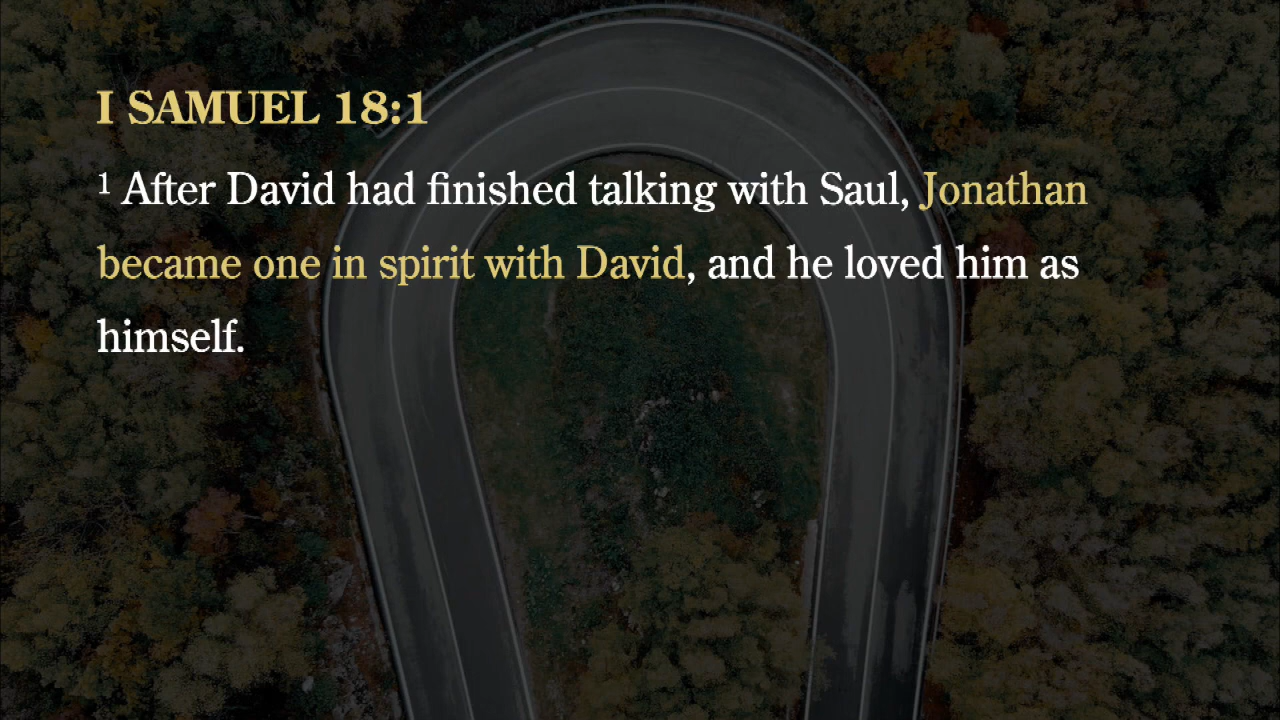 I SAMUEL 18:1
¹ After David had finished talking with Saul, Jonathan
became one in spirit with David, and he loved him as
himself.